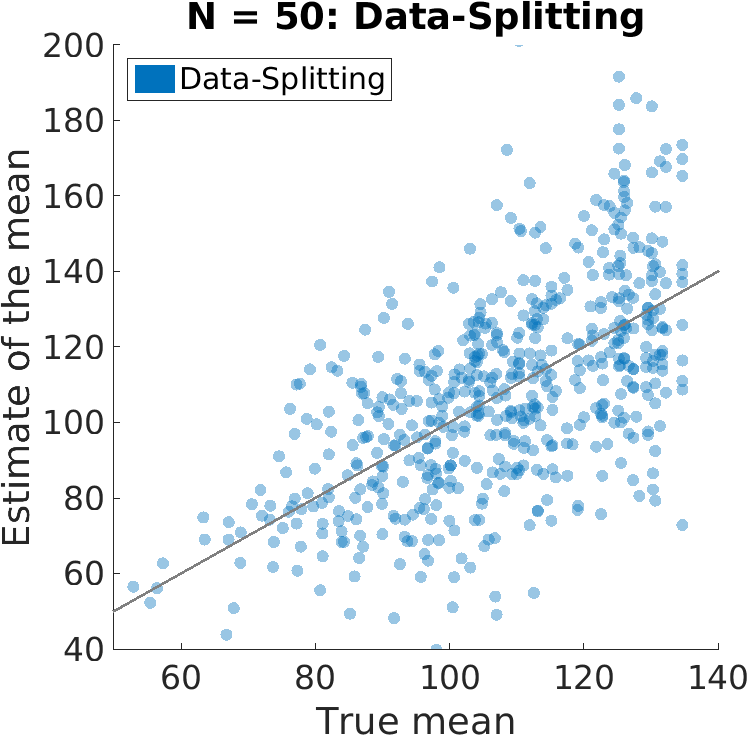 N = 50: Data-Splitting
Data-Splitting
200
180
160
140
120
100
80
60
40
Estimate of the mean
60 80 100 120 140
True mean